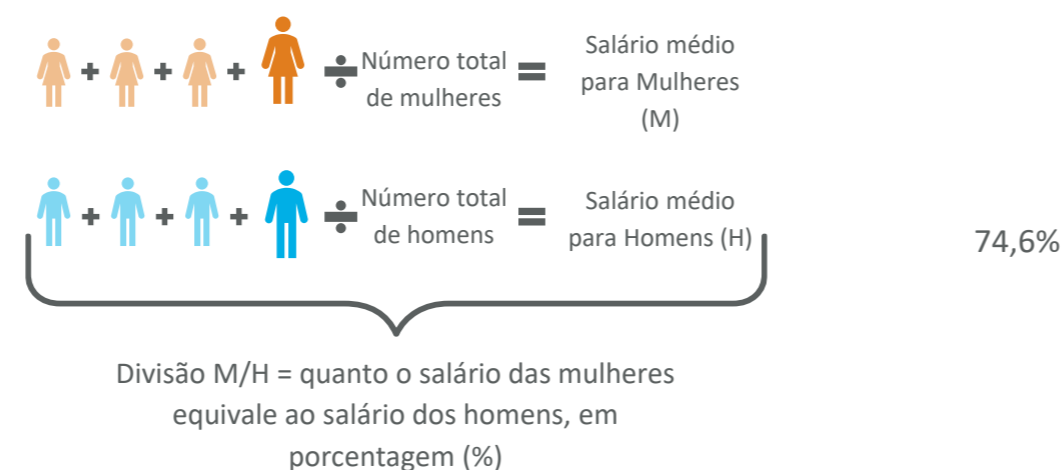 + + + ÷ Número total de mulheres = Salário médio para Mulheres (M)
+ + + ÷ Número total de homens = Salário médio para Homens (H)
74,6%
Divisão M/H = quanto o salário das mulheres
equivale ao salário dos homens, em
porcentagem (%)